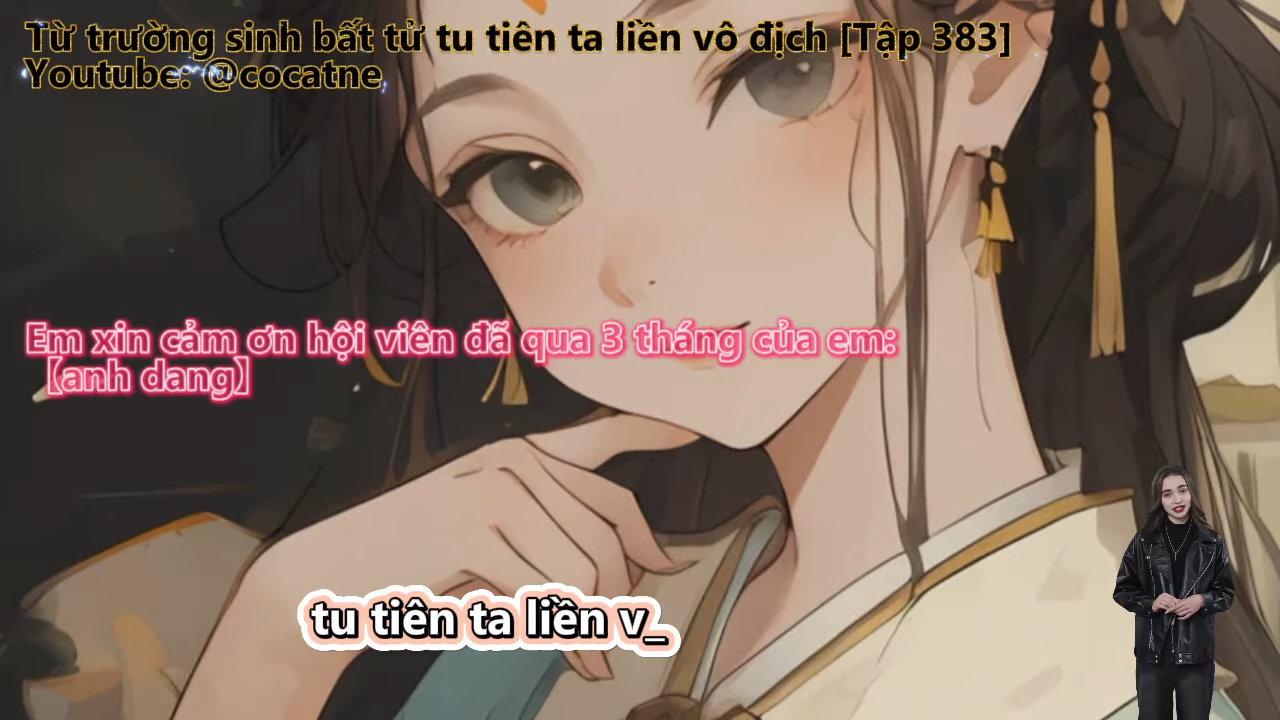 Từ trường sinh bất tử tu tiên ta liền vô địch [Tập 383]
Youtube: @cocatne
Em xin cảm ơn hội viên đã qua 3 tháng của em:
【anh dang】
tu tiên ta liền v_